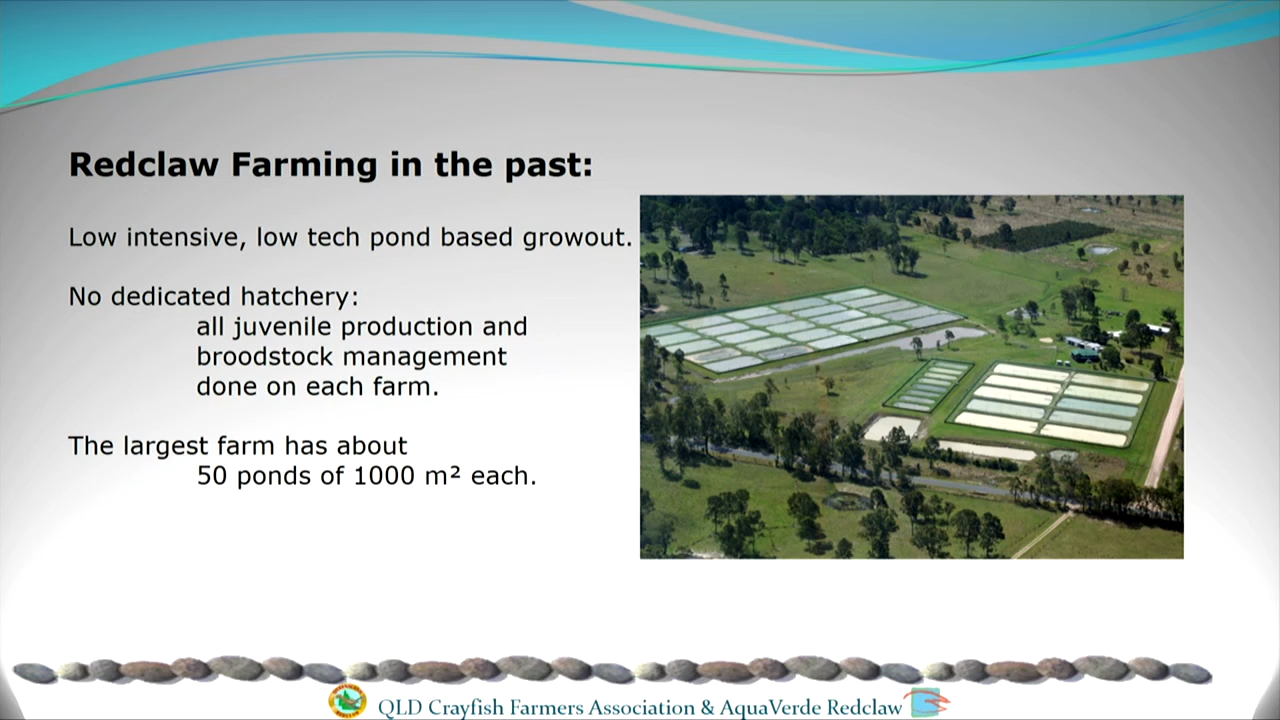 Redclaw Farming in the past:
Low intensive, low tech pond based growout.
No dedicated hatchery:
all juvenile production and
broodstock management
done on each farm.
The largest farm has about
50 ponds of 1000 m² each.
QLD Crayfish Farmers Association & AquaVerde Redclaw